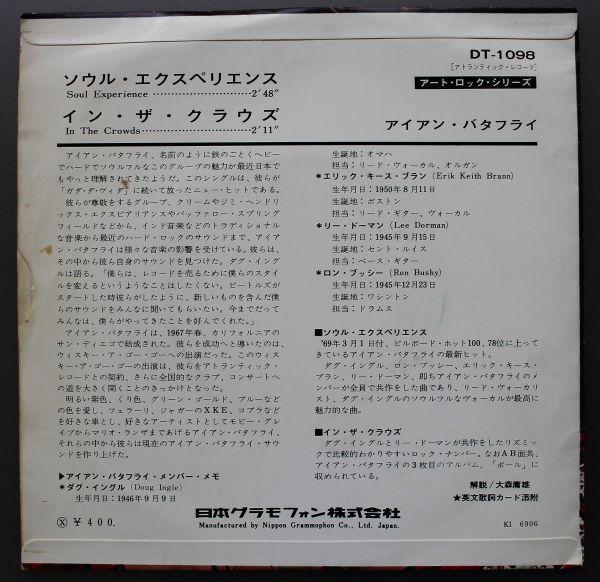 DT-1098
[アトランティック・レコード]
アート・ロック・シリーズ
ソウル・エクスペリエンス
Soul Experience ……………………2′48″
イン・ザ・クラウズ
In The Crowds……………………2′11″
アイアン・バタフライ
アイアン・バタフライ、名前のように鉄のごとくヘビー
でハードでソウルフルなこのグループの魅力が最近日本で
もやっと理解されてきたようだ。このシングルは、彼らが
「ガダ・ダ・ヴィダ」に続いて放ったニュー・ヒットである。
彼らが尊敬をするグループ、クリームやジミ・ヘンドリ
ックス・エクスピアリアンスやバッファロー・スプリング
フィールドなどから、インド音楽などのトラディショナル
な音楽から最近のハード・ロックのサウンドまで、アイア
ン・バタフライは様々な音楽の影響を受けている。彼らは、
その中から彼ら自身のサウンドを見つけた。ダグ・イング
ルは語る。「僕らは、レコードを売るために僕らのスタイ
ルを変えるというようなことはしたくない。ビートルズが
スタートした時彼らがしたように、新しいものを含んだ僕
らのサウンドをみんなに聞いてもらいたい。今までだって
みんなは、僕らがやってきたことを好んでくれた。」
アイアン・バタフライは、1967年春、カリフォルニアの
サン・ディエゴで結成された。彼らを成功へと導いたのは、
ウィスキー・ア・ゴー・ゴーへの出演だった。このウィス
キー・ア・ゴー・ゴーの出演は、彼らをアトランティック・
レコードとの契約、さらに全国的なクラブ、コンサートへ
の道を大きく開くことのきっかけとなった。
明るい紫色、くり色、グリーン・ゴールド、ブルーなど
の色を愛し、フェラーリ、ジャガーのXKE、コブラなど
を好きな車とし、好きなアーティストとしてモビー・グレ
イプからマリオ・ランザまであげるアイアン・バタフライ、
それらの中から彼らは現在のアイアン・バタフライ・サウ
ンドを作り上げた。
▶アイアン・バタフライ・メンバー・メモ
*ダグ・イングル (Doug Ingle)
生年月日：1946年9月9日
生誕地：オマハ
担当：リード・ヴォーカル、オルガン
*エリック・キース・ブラン (Erik Keith Brann)
生年月日：1950年8月11日
生誕地：ボストン
担当：リード・ギター、ヴォーカル
*リー・ドーマン (Lee Dorman)
生年月日：1945年9月15日
生誕地：セント・ルイス
担当：ベース・ギター
*ロン・ブッシー (Ron Bushy)
生年月日：1945年12月23日
生誕地：ワシントン
担当：ドラムス
■ソウル・エクスペリエンス
'69年3月1日付、ビルボード・ホット100、78位に上って
きているアイアン・バタフライの最新ヒット。
ダグ・イングル、ロン・ブッシー、エリック・キース・
ブラン、リー・ドーマン、即ちアイアン・バタフライのメ
ンバーが全員で共作をした曲であり、リード・ヴォーカリ
スト、ダグ・イングルのソウルフルなヴォーカルが最高に
魅力的な曲。
■イン・ザ・クラウズ
ダグ・イングルとリー・ドーマンが共作をしたリズミック
で比較的わかりやすいロック・ナンバー。なおAB面共、
アイアン・バタフライの3枚目のアルバム、「ボール」に
収められている。
解説／大森庸雄
★英文歌詞カード添附
Ⓧ ￥400.
日本グラモフォン株式会社
Manufactured by Nippon Grammophon Co., Ltd. Japan.
KI 6906